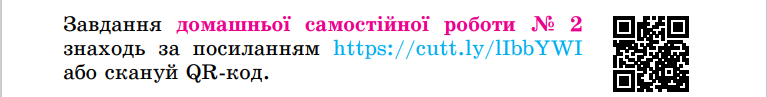 Завдання домашньої самостійної роботи № 2
знаходь за посиланням https://cutt.ly/lIbbYWI
або скануй QR-код.